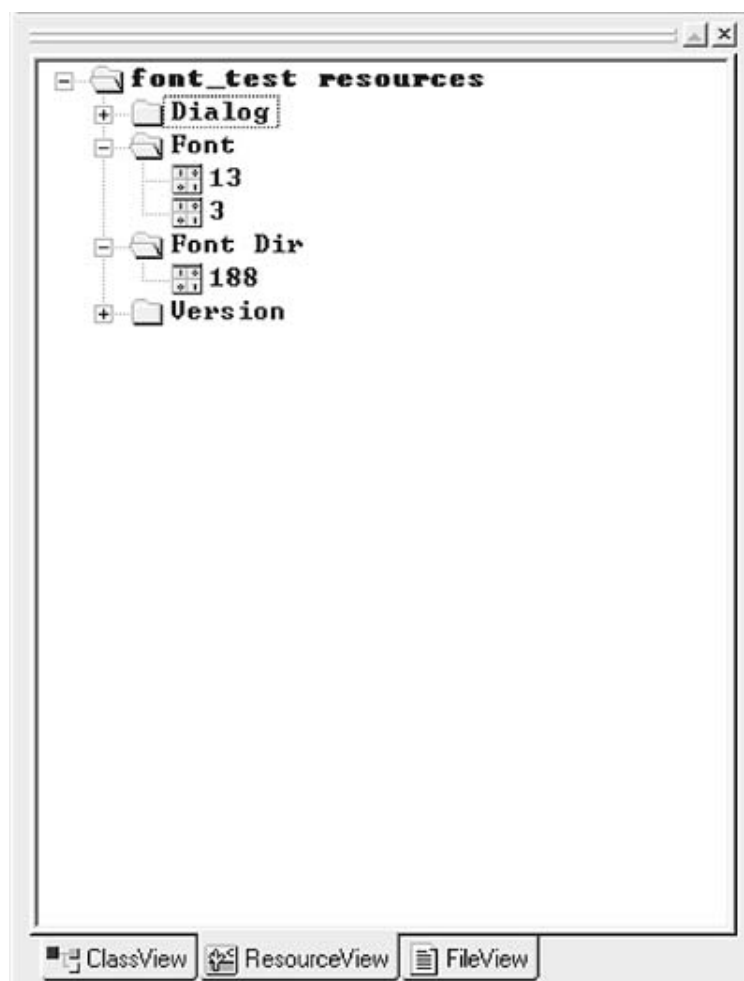 font_test resources
Dialog
Font
13
3
Font Dir
188
Version
ClassView ResourceView FileView